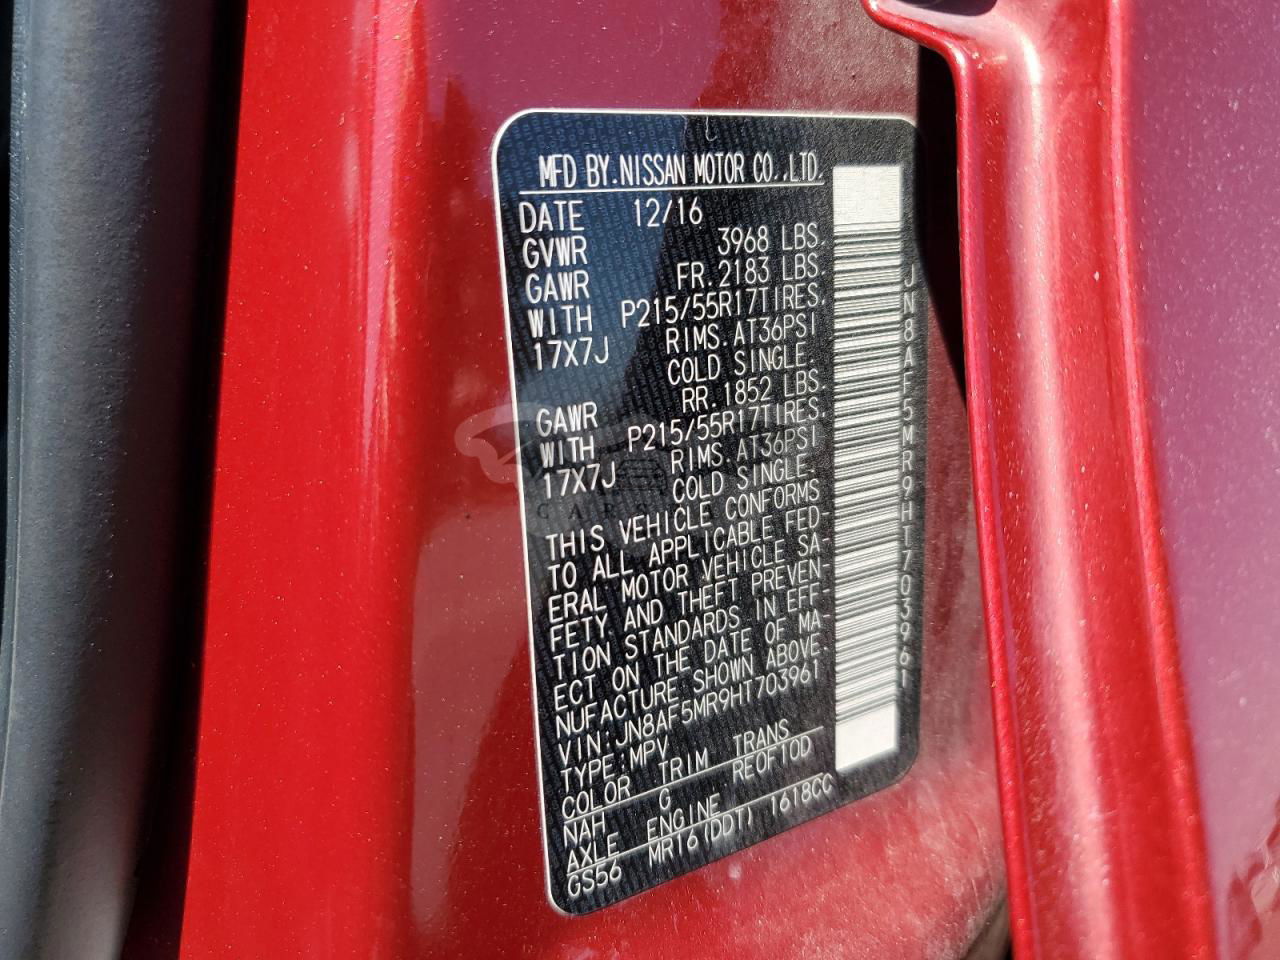 MFD BY. NISSAN MOTOR CO.,LTD.
DATE 12/16
GVWR 3968 LBS.
GAWR FR. 2183 LBS.
WITH P215/55R17TIRES.
17X7J RIMS. AT36PSI
COLD SINGLE.
GAWR RR. 1852 LBS.
WITH P215/55R17TIRES.
17X7J RIMS. AT36PSI
COLD SINGLE.
THIS VEHICLE CONFORMS
TO ALL APPLICABLE FED-
ERAL MOTOR VEHICLE SA-
FETY AND THEFT PREVEN-
TION STANDARDS IN EFF-
ECT ON THE DATE OF MA-
NUFACTURE SHOWN ABOVE.
VIN:JN8AF5MR9HT703961
TYPE:MPV
COLOR TRIM TRANS
NAH G RE0F10D
AXLE ENGINE
GS56 MR16(DDT) 1618CC
JN8AF5MR9HT703961